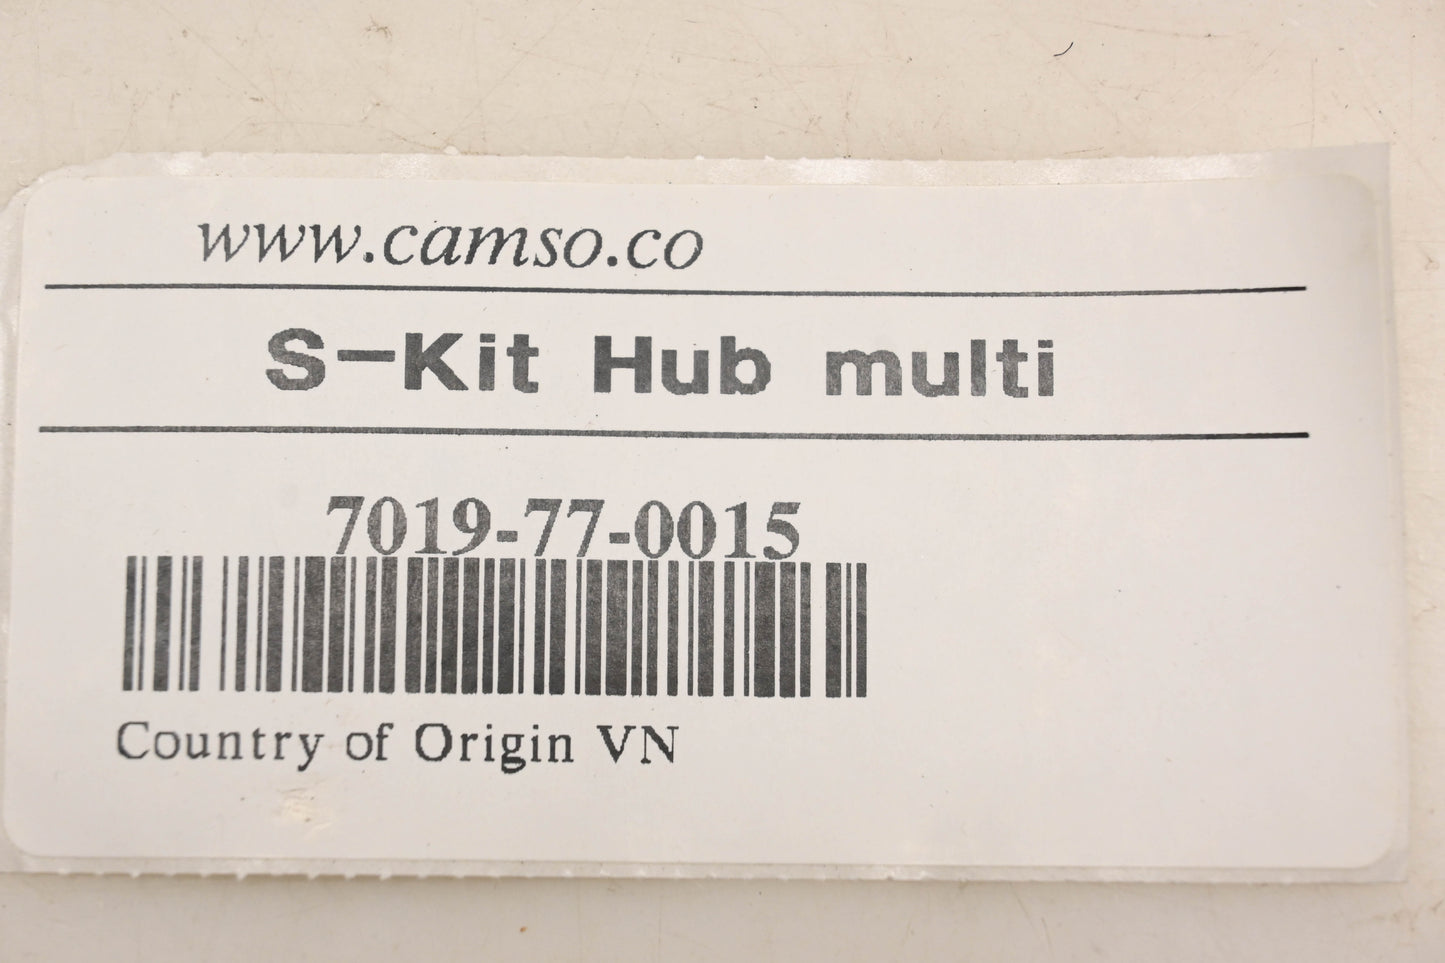 www.camso.co
S-Kit Hub multi
7019-77-0015
Country of Origin VN